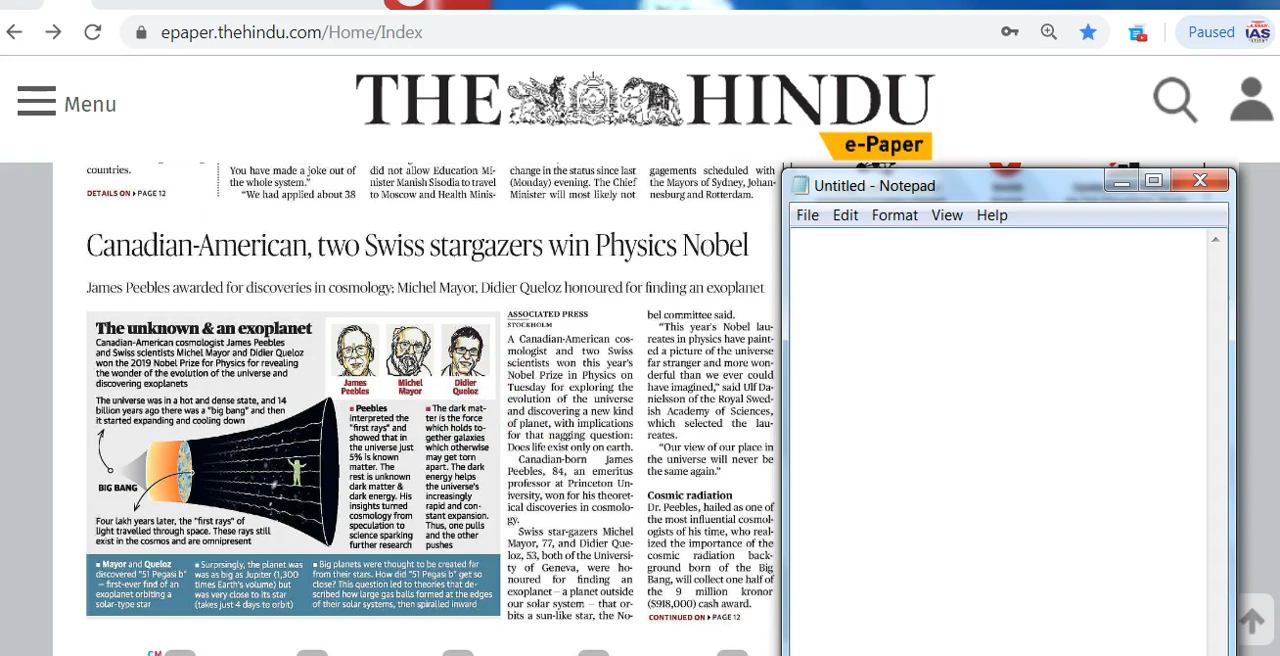 epaper.thehindu.com/Home/Index
Paused
IAS
Menu
THE HINDU
e-Paper
countries.
DETAILS ON ▸ PAGE 12
You have made a joke out of
the whole system."
"We had applied about 38
did not allow Education Mi-
nister Manish Sisodia to travel
to Moscow and Health Minis-
change in the status since last
(Monday) evening. The Chief
Minister will most likely not
gagements scheduled with
the Mayors of Sydney, Johan-
nesburg and Rotterdam.
Canadian-American, two Swiss stargazers win Physics Nobel
James Peebles awarded for discoveries in cosmology; Michel Mayor, Didier Queloz honoured for finding an exoplanet
The unknown & an exoplanet
Canadian-American cosmologist James Peebles
and Swiss scientists Michel Mayor and Didier Queloz
won the 2019 Nobel Prize for Physics for revealing
the wonder of the evolution of the universe and
discovering exoplanets
The universe was in a hot and dense state, and 14
billion years ago there was a "big bang" and then
it started expanding and cooling down
BIG BANG
Four lakh years later, the "first rays" of
light travelled through space. These rays still
exist in the cosmos and are omnipresent
James
Peebles
Michel
Mayor
Didier
Queloz
■ Peebles
interpreted the
"first rays" and
showed that in
the universe just
5% is known
matter. The
rest is unknown
dark matter &
dark energy. His
insights turned
cosmology from
speculation to
science sparking
further research
■ The dark mat-
ter is the force
which holds to-
gether galaxies
which otherwise
may get torn
apart. The dark
energy helps
the universe's
increasingly
rapid and con-
stant expansion.
Thus, one pulls
and the other
pushes
■ Mayor and Queloz
discovered "51 Pegasi b"
– first-ever find of an
exoplanet orbiting a
solar-type star
■ Surprsingly, the planet
was as big as Jupiter (1,300
times Earth's volume) but
was very close to its star
(takes just 4 days to orbit)
■ Big planets were thought to be created far
from their stars. How did "51 Pegasi b" get so
close? This question led to theories that de-
scribed how large gas balls formed at the edges
of their solar systems, then spiralled inward
ASSOCIATED PRESS
STOCKHOLM
A Canadian-American cos-
mologist and two Swiss
scientists won this year's
Nobel Prize in Physics on
Tuesday for exploring the
evolution of the universe
and discovering a new kind
of planet, with implications
for that nagging question:
Does life exist only on earth.
Canadian-born James
Peebles, 84, an emeritus
professor at Princeton Un-
iversity, won for his theoret-
ical discoveries in cosmolo-
gy.
Swiss star-gazers Michel
Mayor, 77, and Didier Que-
loz, 53, both of the Universi-
ty of Geneva, were ho-
noured for finding an
exoplanet – a planet outside
our solar system – that or-
bits a sun-like star, the No-
bel committee said.
"This year's Nobel lau-
reates in physics have paint-
ed a picture of the universe
far stranger and more won-
derful than we ever could
have imagined," said Ulf Da-
nielsson of the Royal Swed-
ish Academy of Sciences,
which selected the lau-
reates.
"Our view of our place in
the universe will never be
the same again."
Cosmic radiation
Dr. Peebles, hailed as one of
the most influential cosmol-
ogists of his time, who real-
ized the importance of the
cosmic radiation back-
ground born of the Big
Bang, will collect one half of
the 9 million kronor
($918,000) cash award.
CONTINUED ON ▸ PAGE 12
CM
Untitled - Notepad
File Edit Format View Help